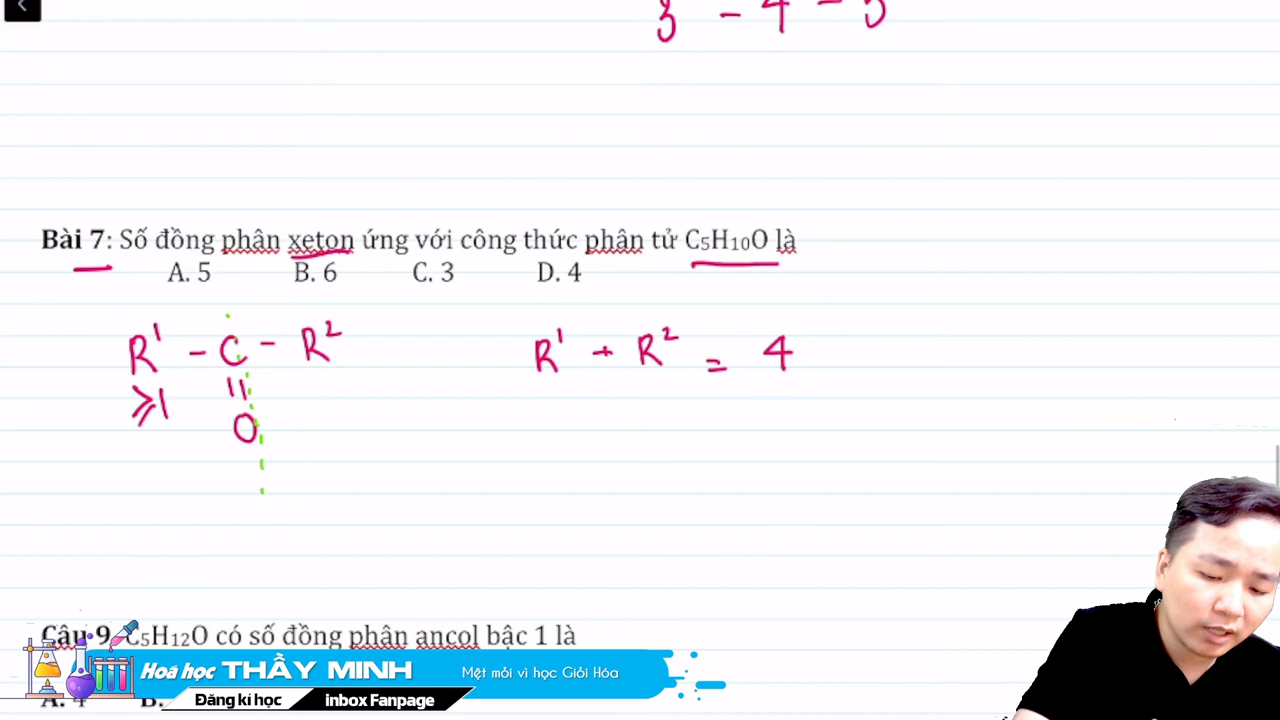 3 - 4 - 5
Bài 7: Số đồng phân xeton ứng với công thức phân tử C₅H₁₀O là
A. 5 B. 6 C. 3 D. 4
R¹ - C - R² R¹ + R² = 4
≥1 ||
O
Câu 9. C₅H₁₂O có số đồng phân ancol bậc 1 là
Hoá học THẦY MINH Mệt mỏi vì học Giỏi Hóa
A. 4 B. Đăng kí học inbox Fanpage